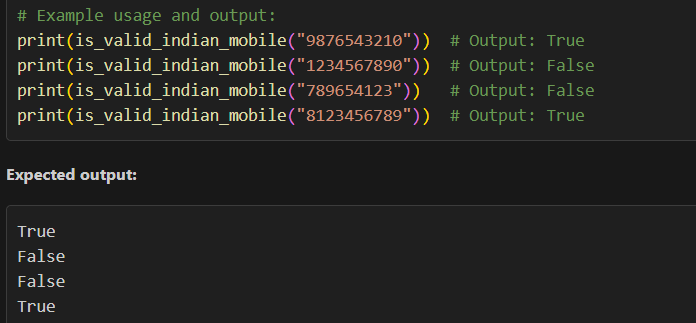 # Example usage and output:
print(is_valid_indian_mobile("9876543210"))  # Output: True
print(is_valid_indian_mobile("1234567890"))  # Output: False
print(is_valid_indian_mobile("789654123"))   # Output: False
print(is_valid_indian_mobile("8123456789"))  # Output: True
Expected output:
True
False
False
True